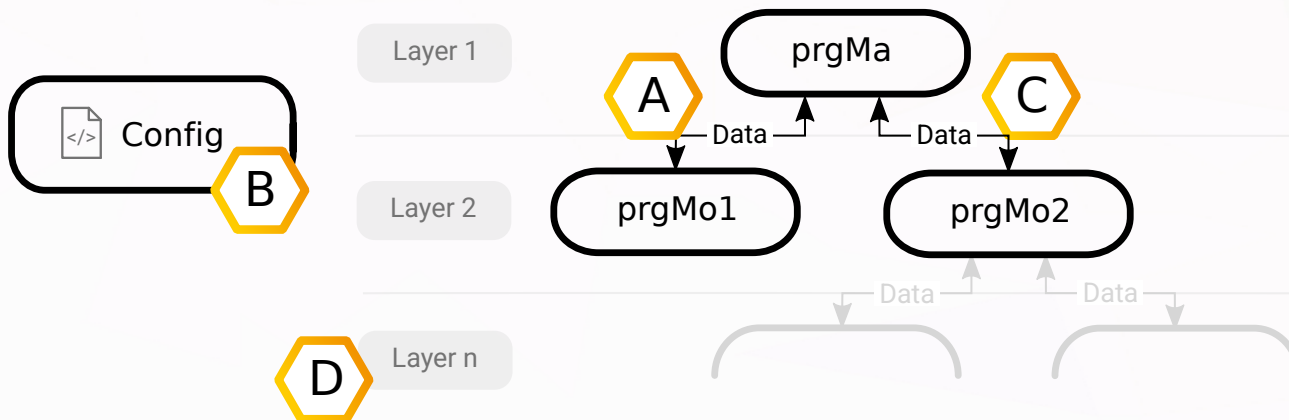 Layer 1
prgMa
A
C
Data
Data
</>
Config
B
Layer 2
prgMo1
prgMo2
Data
Data
Layer n
D